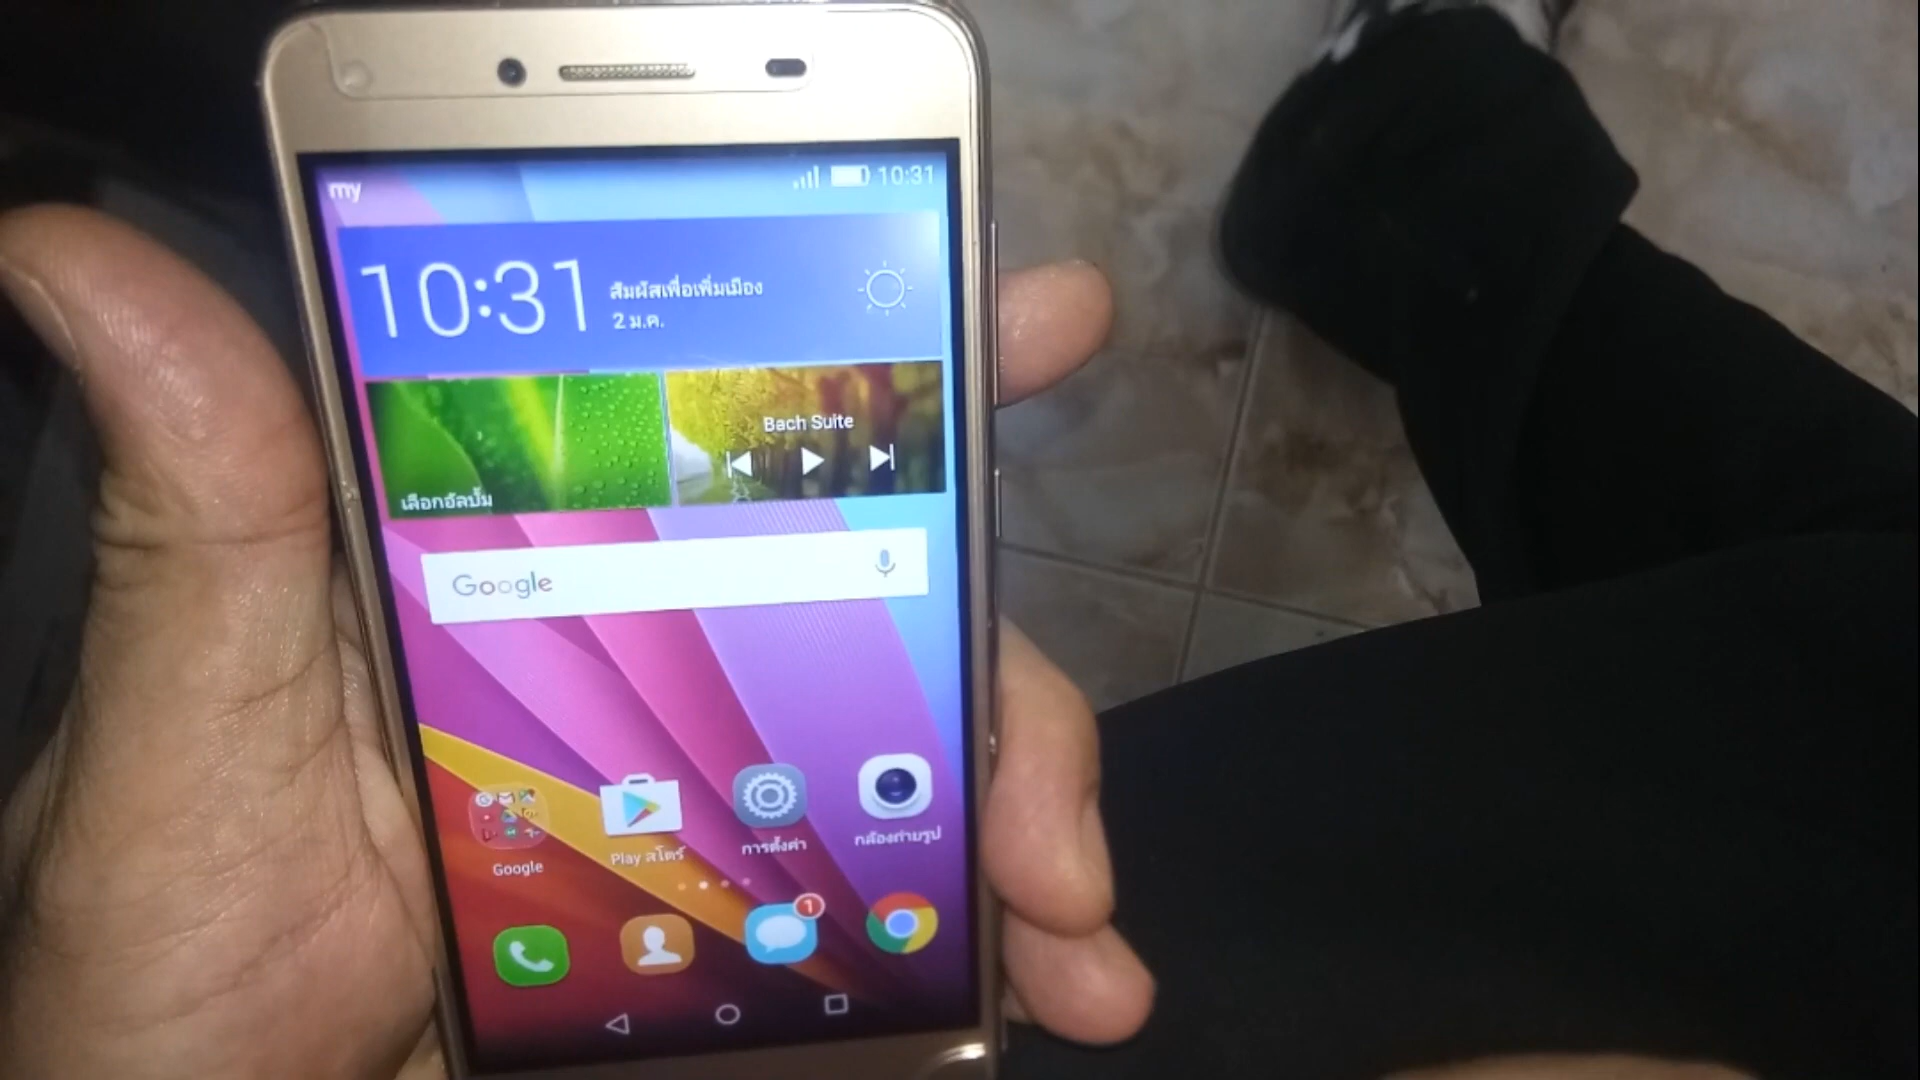 my
10:31
10:31
สัมผัสเพื่อเพิ่มเมือง
2 ม.ค.
Bach Suite
เลือกอัลบั้ม
Google
Google
Play สโตร์
การตั้งค่า
กล้องถ่ายรูป
1